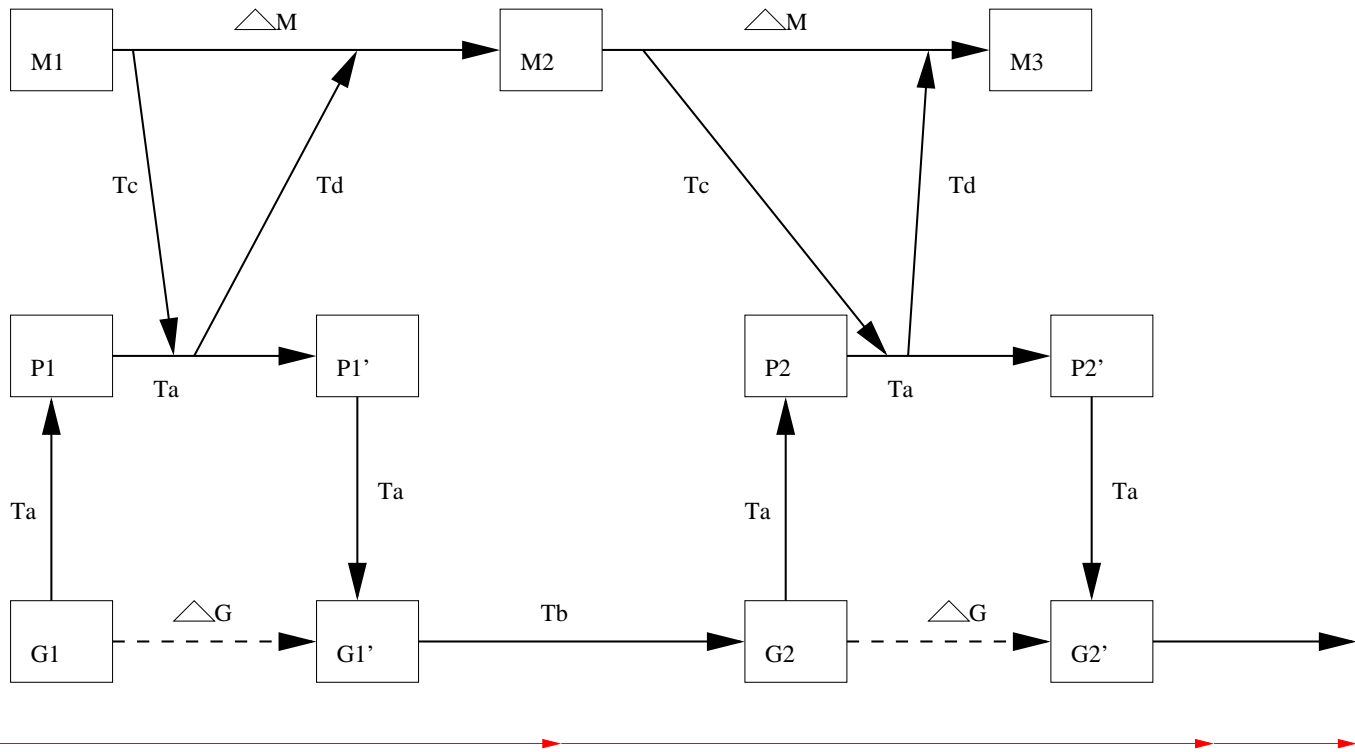 △M △M
M1 M2 M3
Tc Td Tc Td
P1 P1’ P2 P2’
Ta Ta
Ta Ta Ta Ta
△G Tb △G
G1 G1’ G2 G2’